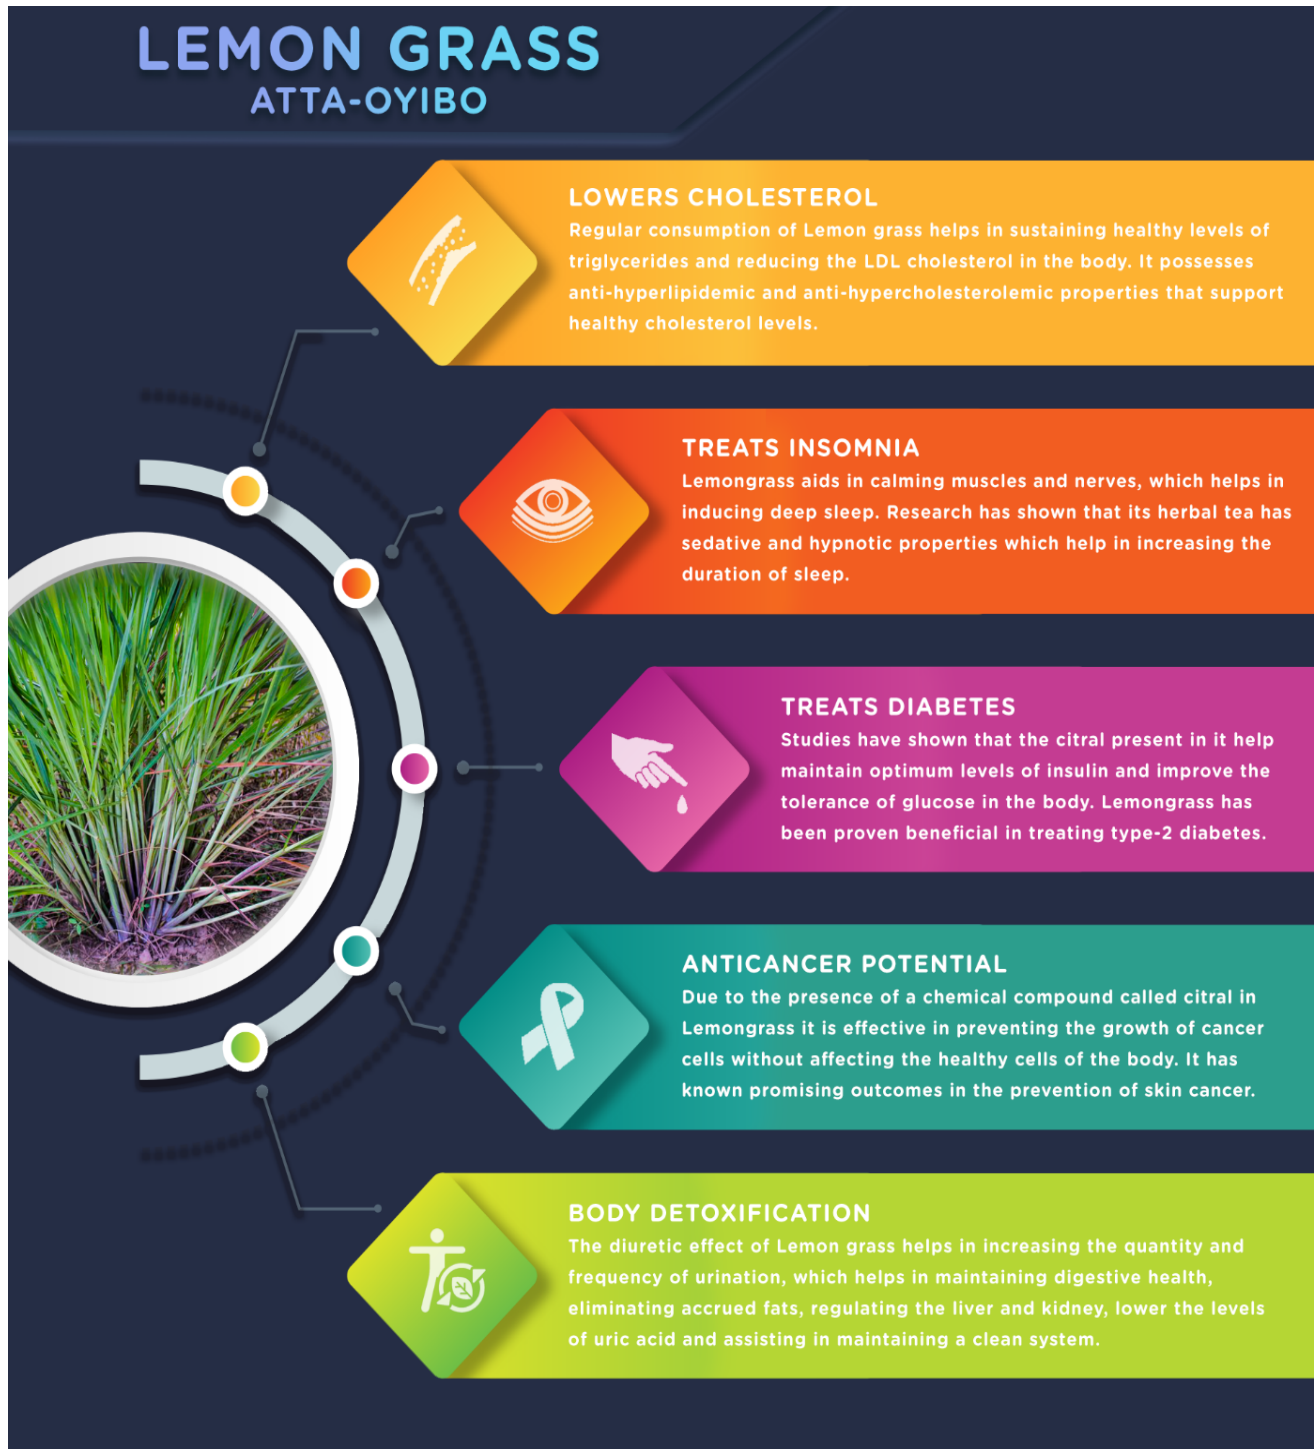 LEMON GRASS
ATTA-OYIBO
LOWERS CHOLESTEROL
Regular consumption of Lemon grass helps in sustaining healthy levels of
triglycerides and reducing the LDL cholesterol in the body. It possesses
anti-hyperlipidemic and anti-hypercholesterolemic properties that support
healthy cholesterol levels.
TREATS INSOMNIA
Lemongrass aids in calming muscles and nerves, which helps in
inducing deep sleep. Research has shown that its herbal tea has
sedative and hypnotic properties which help in increasing the
duration of sleep.
TREATS DIABETES
Studies have shown that the citral present in it help
maintain optimum levels of insulin and improve the
tolerance of glucose in the body. Lemongrass has
been proven beneficial in treating type-2 diabetes.
ANTICANCER POTENTIAL
Due to the presence of a chemical compound called citral in
Lemongrass it is effective in preventing the growth of cancer
cells without affecting the healthy cells of the body. It has
known promising outcomes in the prevention of skin cancer.
BODY DETOXIFICATION
The diuretic effect of Lemon grass helps in increasing the quantity and
frequency of urination, which helps in maintaining digestive health,
eliminating accrued fats, regulating the liver and kidney, lower the levels
of uric acid and assisting in maintaining a clean system.